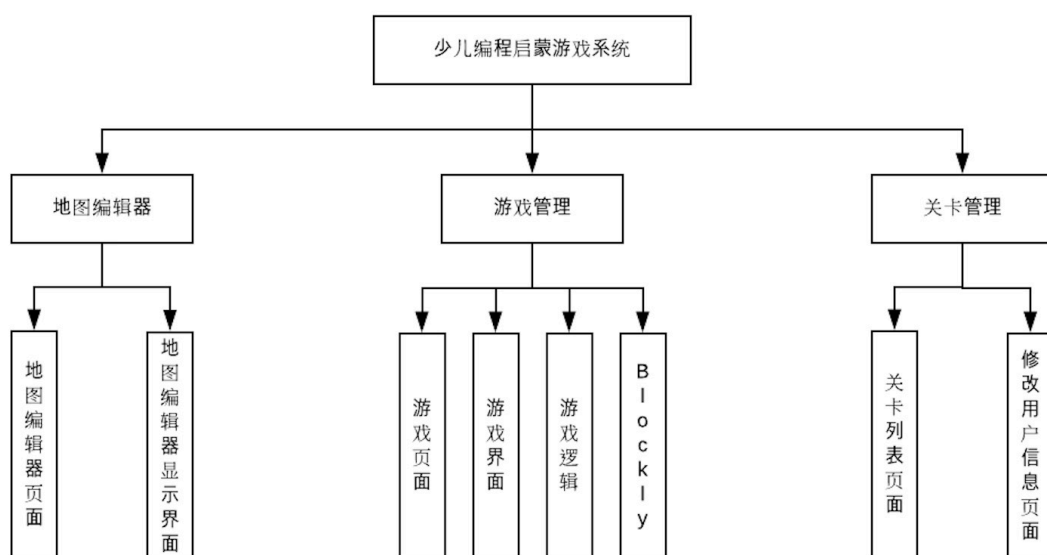 少儿编程启蒙游戏系统
地图编辑器
游戏管理
关卡管理
地图编辑器页面
地图编辑器显示界面
游戏页面
游戏界面
游戏逻辑
Blockly
关卡列表页面
修改用户信息页面